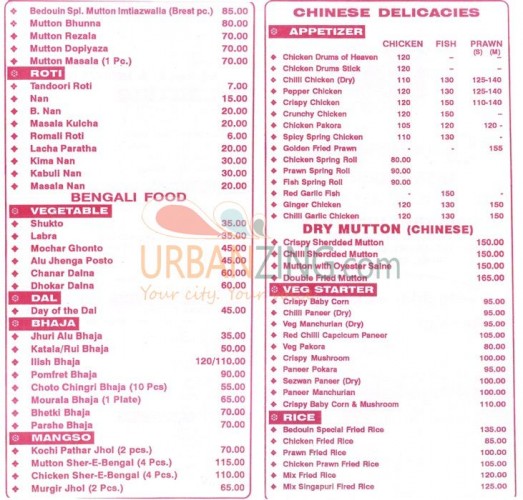 Bedouin Spl. Mutton Imtiazwalia (Brest pc.) 85.00
Mutton Bhunna 80.00
Mutton Rezala 70.00
Mutton Dopiyaza 70.00
Mutton Masala (1 Pc.) 70.00
ROTI
Tandoori Roti 7.00
Nan 15.00
B. Nan 20.00
Masala Kulcha 20.00
Romali Roti 6.00
Lacha Paratha 20.00
Kima Nan 30.00
Kabuli Nan 30.00
Masala Nan 20.00
BENGALI FOOD
VEGETABLE
Shukto 35.00
Labra 35.00
Mochar Ghonto 45.00
Alu Jhenga Posto 45.00
Chanar Dalna 60.00
Dhokar Dalna 60.00
DAL
Day of the Dal 45.00
BHAJA
Jhuri Alu Bhaja 35.00
Katala/Rui Bhaja 50.00
Ilish Bhaja 120/110.00
Pomfret Bhaja 90.00
Choto Chingri Bhaja (10 Pcs) 55.00
Mourala Bhaja (1 Plate) 65.00
Bhetki Bhaja 70.00
Parshe Bhaja 70.00
MANGSO
Kochi Pathar Jhol (2 pcs.) 70.00
Mutton Sher-E-Bengal (4 Pcs.) 115.00
Chicken Sher-E-Bengal (4 Pcs.) 110.00
Murgir Jhol (2 Pcs.) 65.00
CHINESE DELICACIES
APPETIZER
CHICKEN FISH PRAWN
(S) (M)
Chicken Drums of Heaven 120 – –
Chicken Drums Stick 120 – –
Chilli Chicken (Dry) 110 130 125-140
Pepper Chicken 120 130 125-140
Crispy Chicken 120 150 110-140
Crunchy Chicken 120 150 –
Chicken Pakora 105 120 120 -
Spicy Spring Chicken 110 130 -
Golden Fried Prawn – – 155
Chicken Spring Roll 80.00
Prawn Spring Roll 90.00
Fish Spring Roll 90.00
Red Garlic Fish - 150 –
Ginger Chicken 120 130 150
Chilli Garlic Chicken 120 130 150
DRY MUTTON (CHINESE)
Crispy Sherdded Mutton 150.00
Chilli Shredded Mutton 150.00
Mutton with Oyester Saine 150.00
Double Fried Mutton 165.00
VEG STARTER
Crispy Baby Corn 95.00
Chilli Paneer (Dry) 95.00
Veg Manchurian (Dry) 95.00
Red Chilli Capcicum Paneer 105.00
Veg Pakora 80.00
Crispy Mushroom 100.00
Paneer Pokara 95.00
Sezwan Paneer (Dry) 100.00
Paneer Manchurian 100.00
Crispy Baby Corn & Mushroom 110.00
RICE
Bedouin Special Fried Rice 135.00
Chicken Fried Rice 85.00
Prawn Fried Rice 100.00
Chicken Prawn Fried Rice 105.00
Mix Fried Rice 120.00
Mix Singapuri Fired Rice 125.00
URBANZING.com
Your city. Your